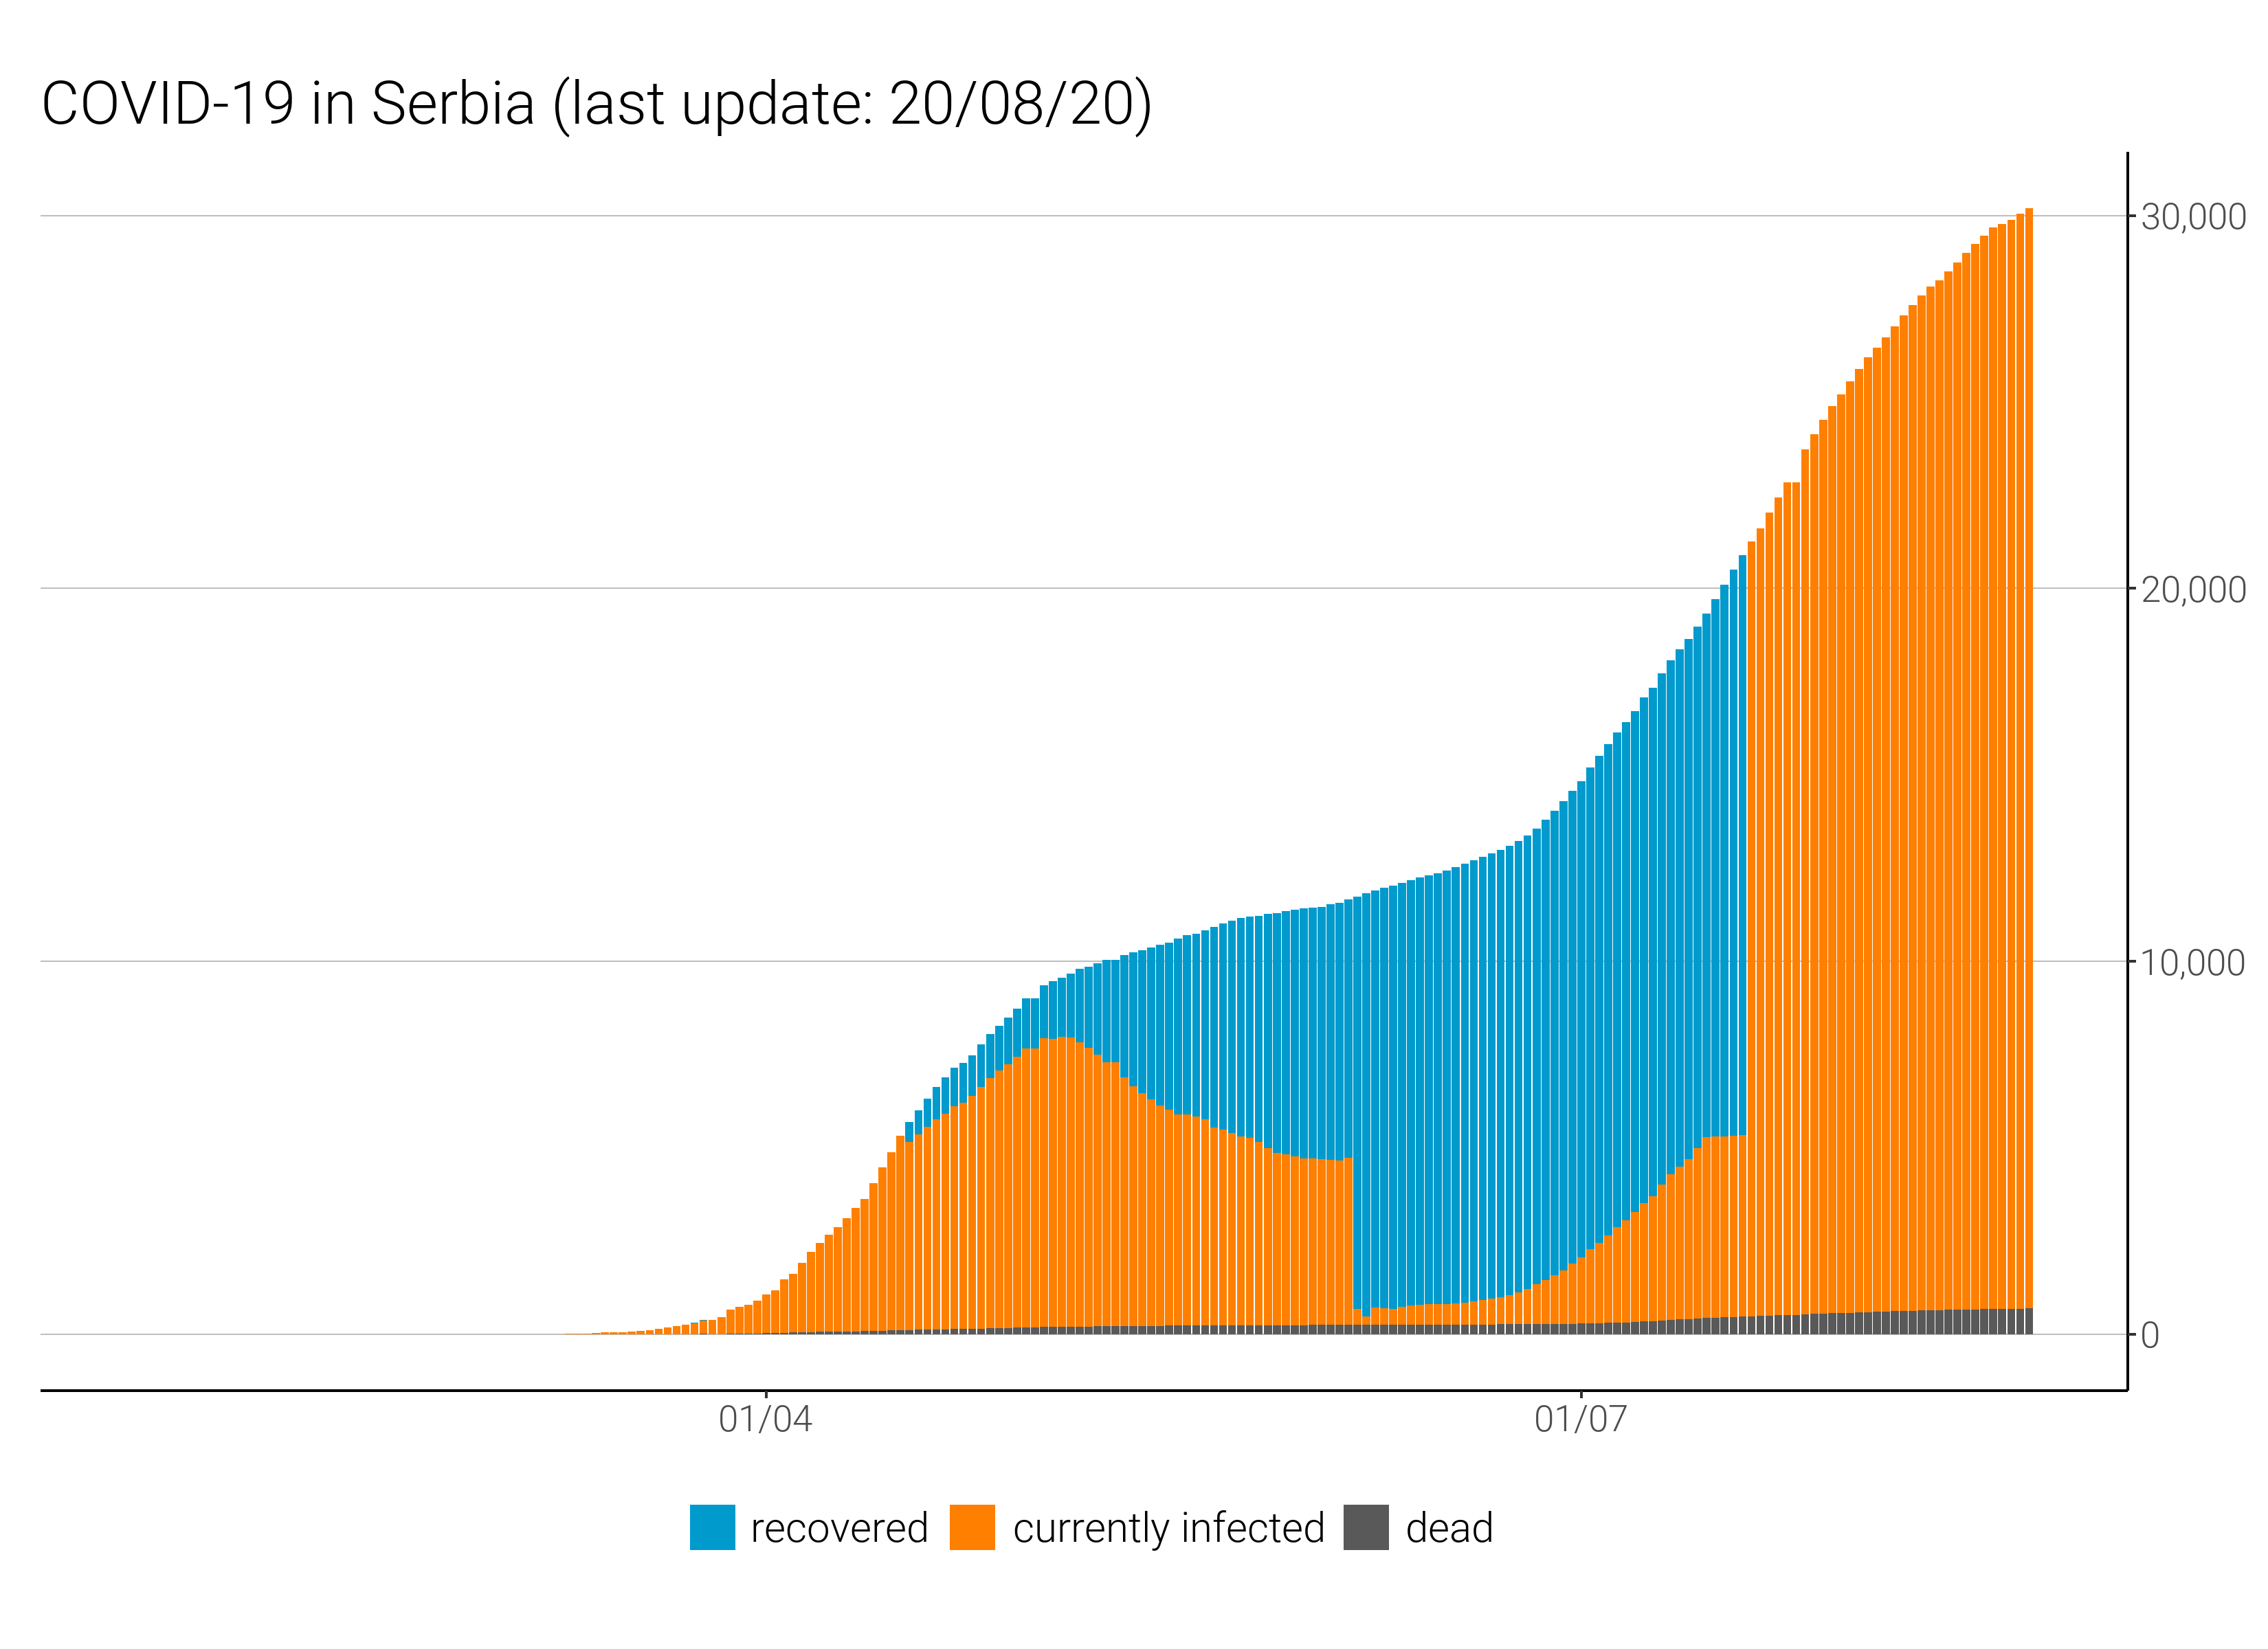 COVID-19 in Serbia (last update: 20/08/20)
30,000
20,000
10,000
0
01/04 01/07
recovered currently infected dead